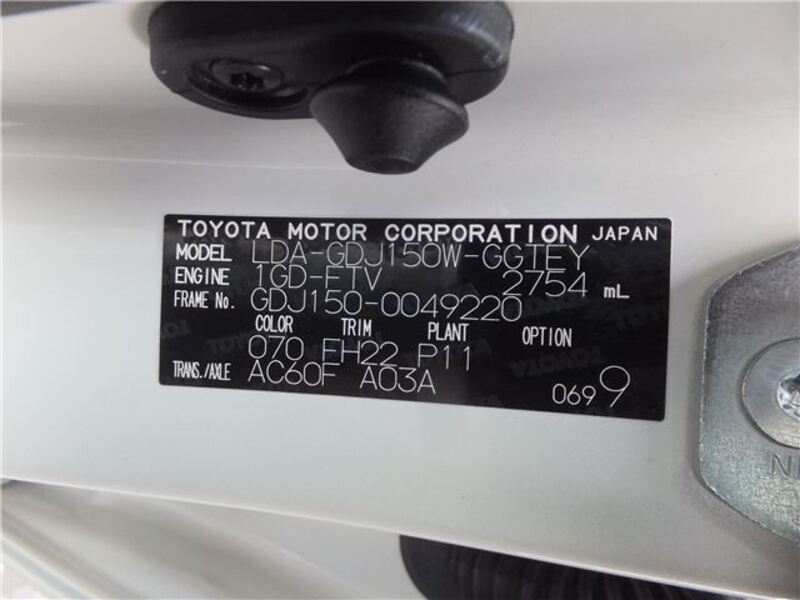 TOYOTA MOTOR CORPORATION JAPAN
MODEL LDA-GDJ150W-GGTEY
ENGINE 1GD-FTV 2754 mL
FRAME No. GDJ150-0049220
COLOR TRIM PLANT OPTION
070 FH22 P11
TRANS./AXLE AC60F A03A
0699